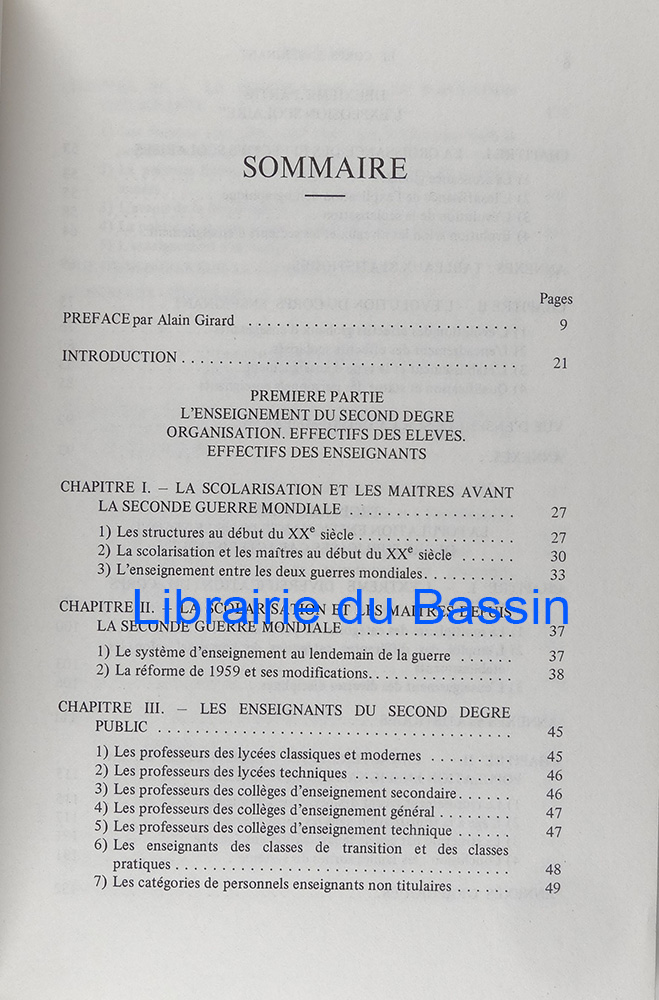 SOMMAIRE
Pages
PREFACE par Alain Girard . . . . . . . . . . . . . . . . . . . . . . . . . . . . . 9
INTRODUCTION . . . . . . . . . . . . . . . . . . . . . . . . . . . . . . . . . . . . 21
PREMIERE PARTIE
L'ENSEIGNEMENT DU SECOND DEGRE
ORGANISATION. EFFECTIFS DES ELEVES.
EFFECTIFS DES ENSEIGNANTS
CHAPITRE I. – LA SCOLARISATION ET LES MAITRES AVANT
LA SECONDE GUERRE MONDIALE . . . . . . . . . . . . . . . . . . 27
1) Les structures au début du XXe siècle . . . . . . . . . . . . . . . . . 27
2) La scolarisation et les maîtres au début du XXe siècle . . . . . . 30
3) L'enseignement entre les deux guerres mondiales. . . . . . . . . . 33
Librairie du Bassin
CHAPITRE II. – LA SCOLARISATION ET LES MAITRES DEPUIS
LA SECONDE GUERRE MONDIALE . . . . . . . . . . . . . . . . . 37
1) Le système d'enseignement au lendemain de la guerre . . . . . . 37
2) La réforme de 1959 et ses modifications. . . . . . . . . . . . . . . . 38
CHAPITRE III. – LES ENSEIGNANTS DU SECOND DEGRE
PUBLIC . . . . . . . . . . . . . . . . . . . . . . . . . . . . . . . . . . . . . . 45
1) Les professeurs des lycées classiques et modernes . . . . . . . . . 45
2) Les professeurs des lycées techniques . . . . . . . . . . . . . . . . . 46
3) Les professeurs des collèges d'enseignement secondaire . . . . . . 46
4) Les professeurs des collèges d'enseignement général . . . . . . . . 47
5) Les professeurs des collèges d'enseignement technique . . . . . . 47
6) Les enseignants des classes de transition et des classes
pratiques . . . . . . . . . . . . . . . . . . . . . . . . . . . . . . . . . . . . 48
7) Les catégories de personnels enseignants non titulaires . . . . . . 49